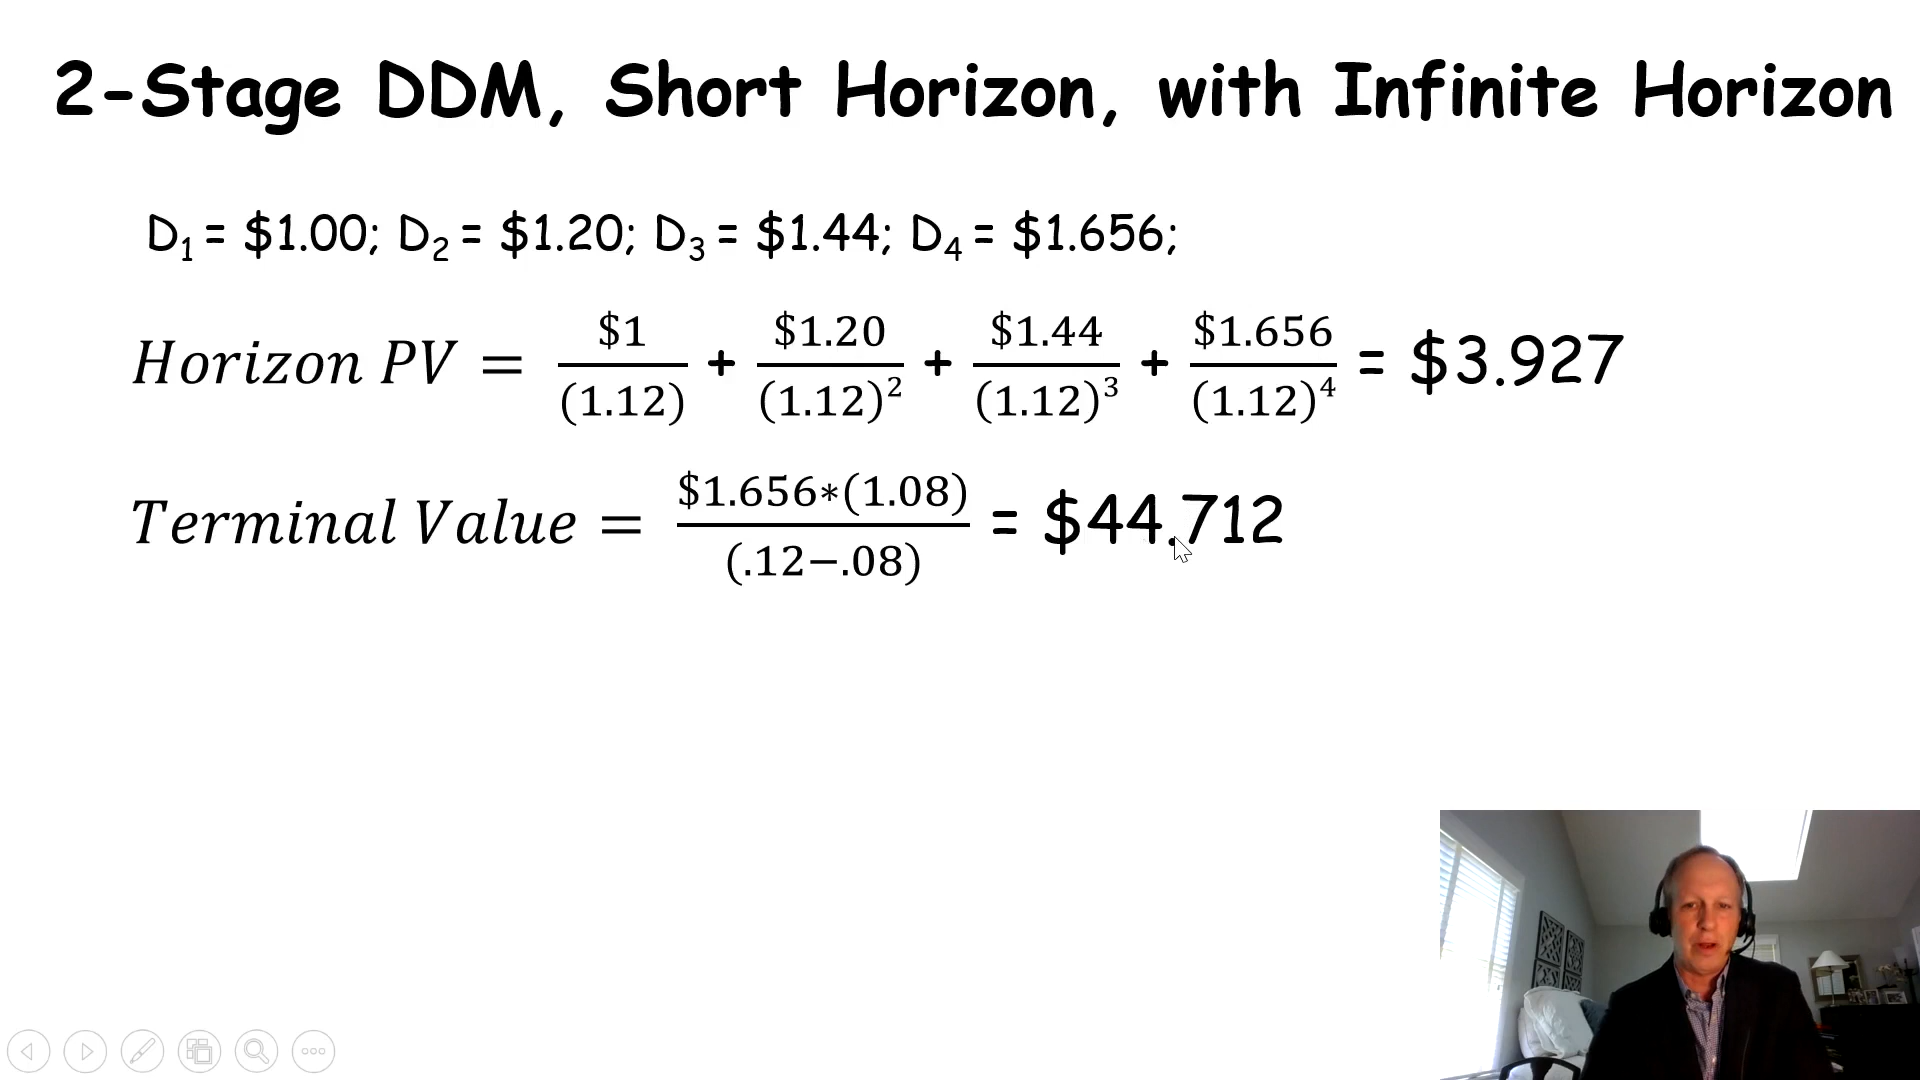 2-Stage DDM, Short Horizon, with Infinite Horizon
D₁ = $1.00; D₂ = $1.20; D₃ = $1.44; D₄ = $1.656;
Horizon PV = $1/(1.12) + $1.20/(1.12)² + $1.44/(1.12)³ + $1.656/(1.12)⁴ = $3.927
Terminal Value = $1.656*(1.08)/(.12−.08) = $44.712